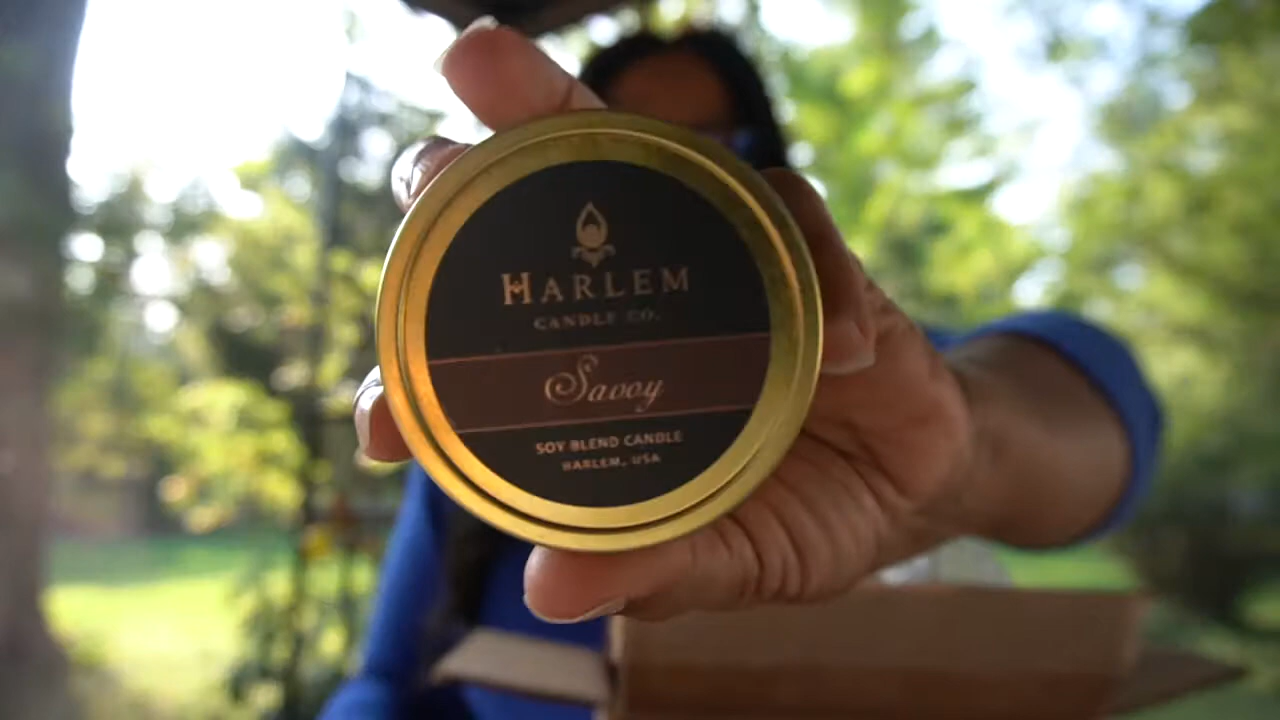 HARLEM
CANDLE CO.
Savoy
SOY BLEND CANDLE
HARLEM, USA